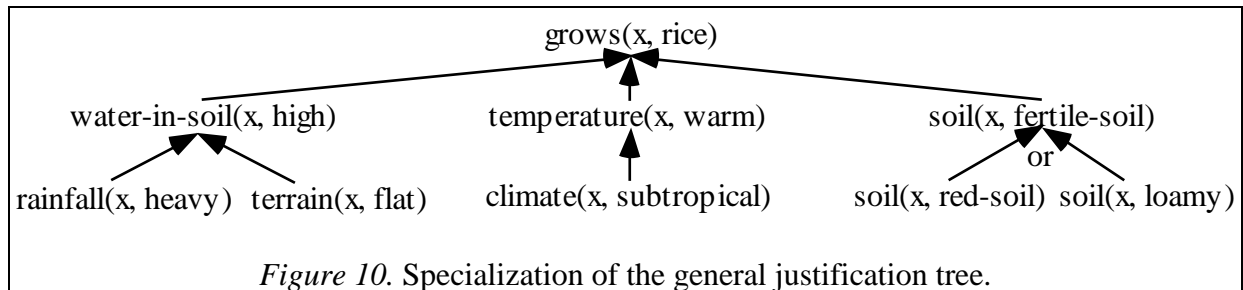 grows(x, rice)
water-in-soil(x, high) temperature(x, warm) soil(x, fertile-soil)
or
rainfall(x, heavy) terrain(x, flat) climate(x, subtropical) soil(x, red-soil) soil(x, loamy)
Figure 10. Specialization of the general justification tree.